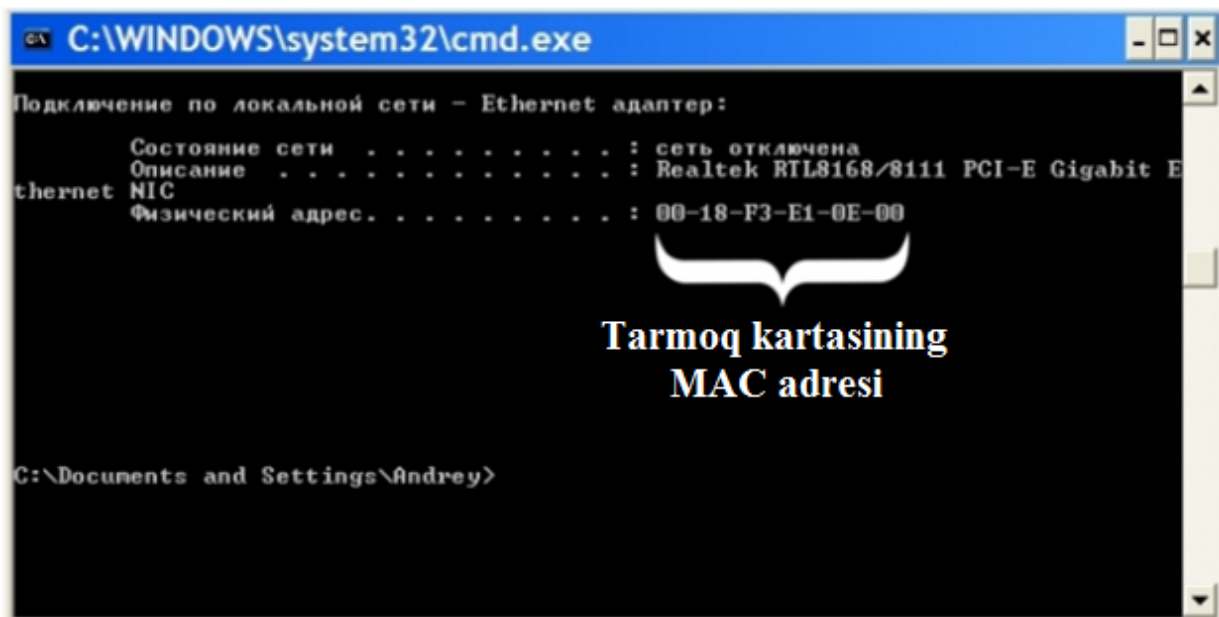 C:\WINDOWS\system32\cmd.exe
Подключение по локальной сети - Ethernet адаптер:
Состояние сети . . . . . . . . . . : сеть отключена
Описание . . . . . . . . . . . . : Realtek RTL8168/8111 PCI-E Gigabit E
thernet NIC
Физический адрес. . . . . . . . . : 00-18-F3-E1-0E-00
Tarmoq kartasining
MAC adresi
C:\Documents and Settings\Andrey>